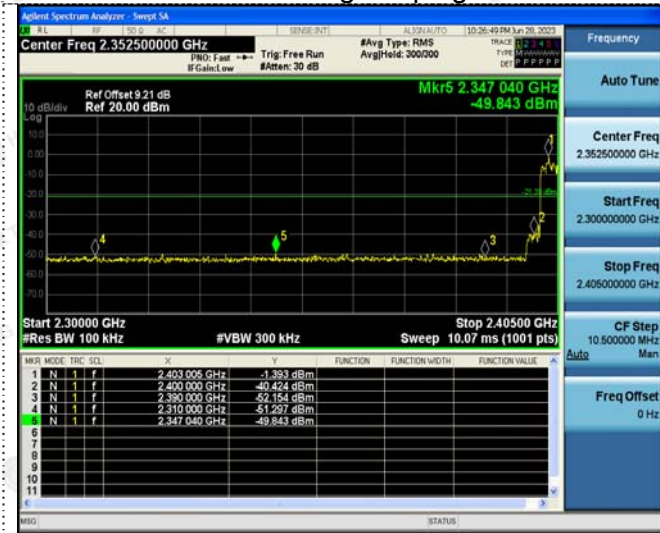 Agilent Spectrum Analyzer - Swept SA
RL RF 50 Ω AC SENSE:INT ALIGN AUTO 10:26:49 PM Jun 28, 2023
Center Freq 2.352500000 GHz
PNO: Fast
IFGain:Low
Trig: Free Run
#Atten: 30 dB
#Avg Type: RMS
Avg|Held: 300/300
TRACE 1 2 3 4 5 6
TYPE
DET P P P P P P
Ref Offset 9.21 dB
Ref 20.00 dBm
10 dB/div
Log
Mkr5 2.347 040 GHz
-49.843 dBm
10.0
0.00
-10.0
-20.0
-30.0
-40.0
-50.0
-60.0
-70.0
1
2
3
4
5
Start 2.30000 GHz Stop 2.40500 GHz
#Res BW 100 kHz #VBW 300 kHz Sweep 10.07 ms (1001 pts)
MKR MODE TRC SCL X Y FUNCTION FUNCTION WIDTH FUNCTION VALUE
1 N 1 f 2.403 005 GHz -1.393 dBm
2 N 1 f 2.400 000 GHz -40.424 dBm
3 N 1 f 2.390 000 GHz -52.154 dBm
4 N 1 f 2.310 000 GHz -51.297 dBm
5 N 1 f 2.347 040 GHz -49.843 dBm
6
7
8
9
10
11
MSG STATUS
Frequency
Auto Tune
Center Freq
2.352500000 GHz
Start Freq
2.300000000 GHz
Stop Freq
2.405000000 GHz
CF Step
10.500000 MHz
Auto Man
Freq Offset
0 Hz